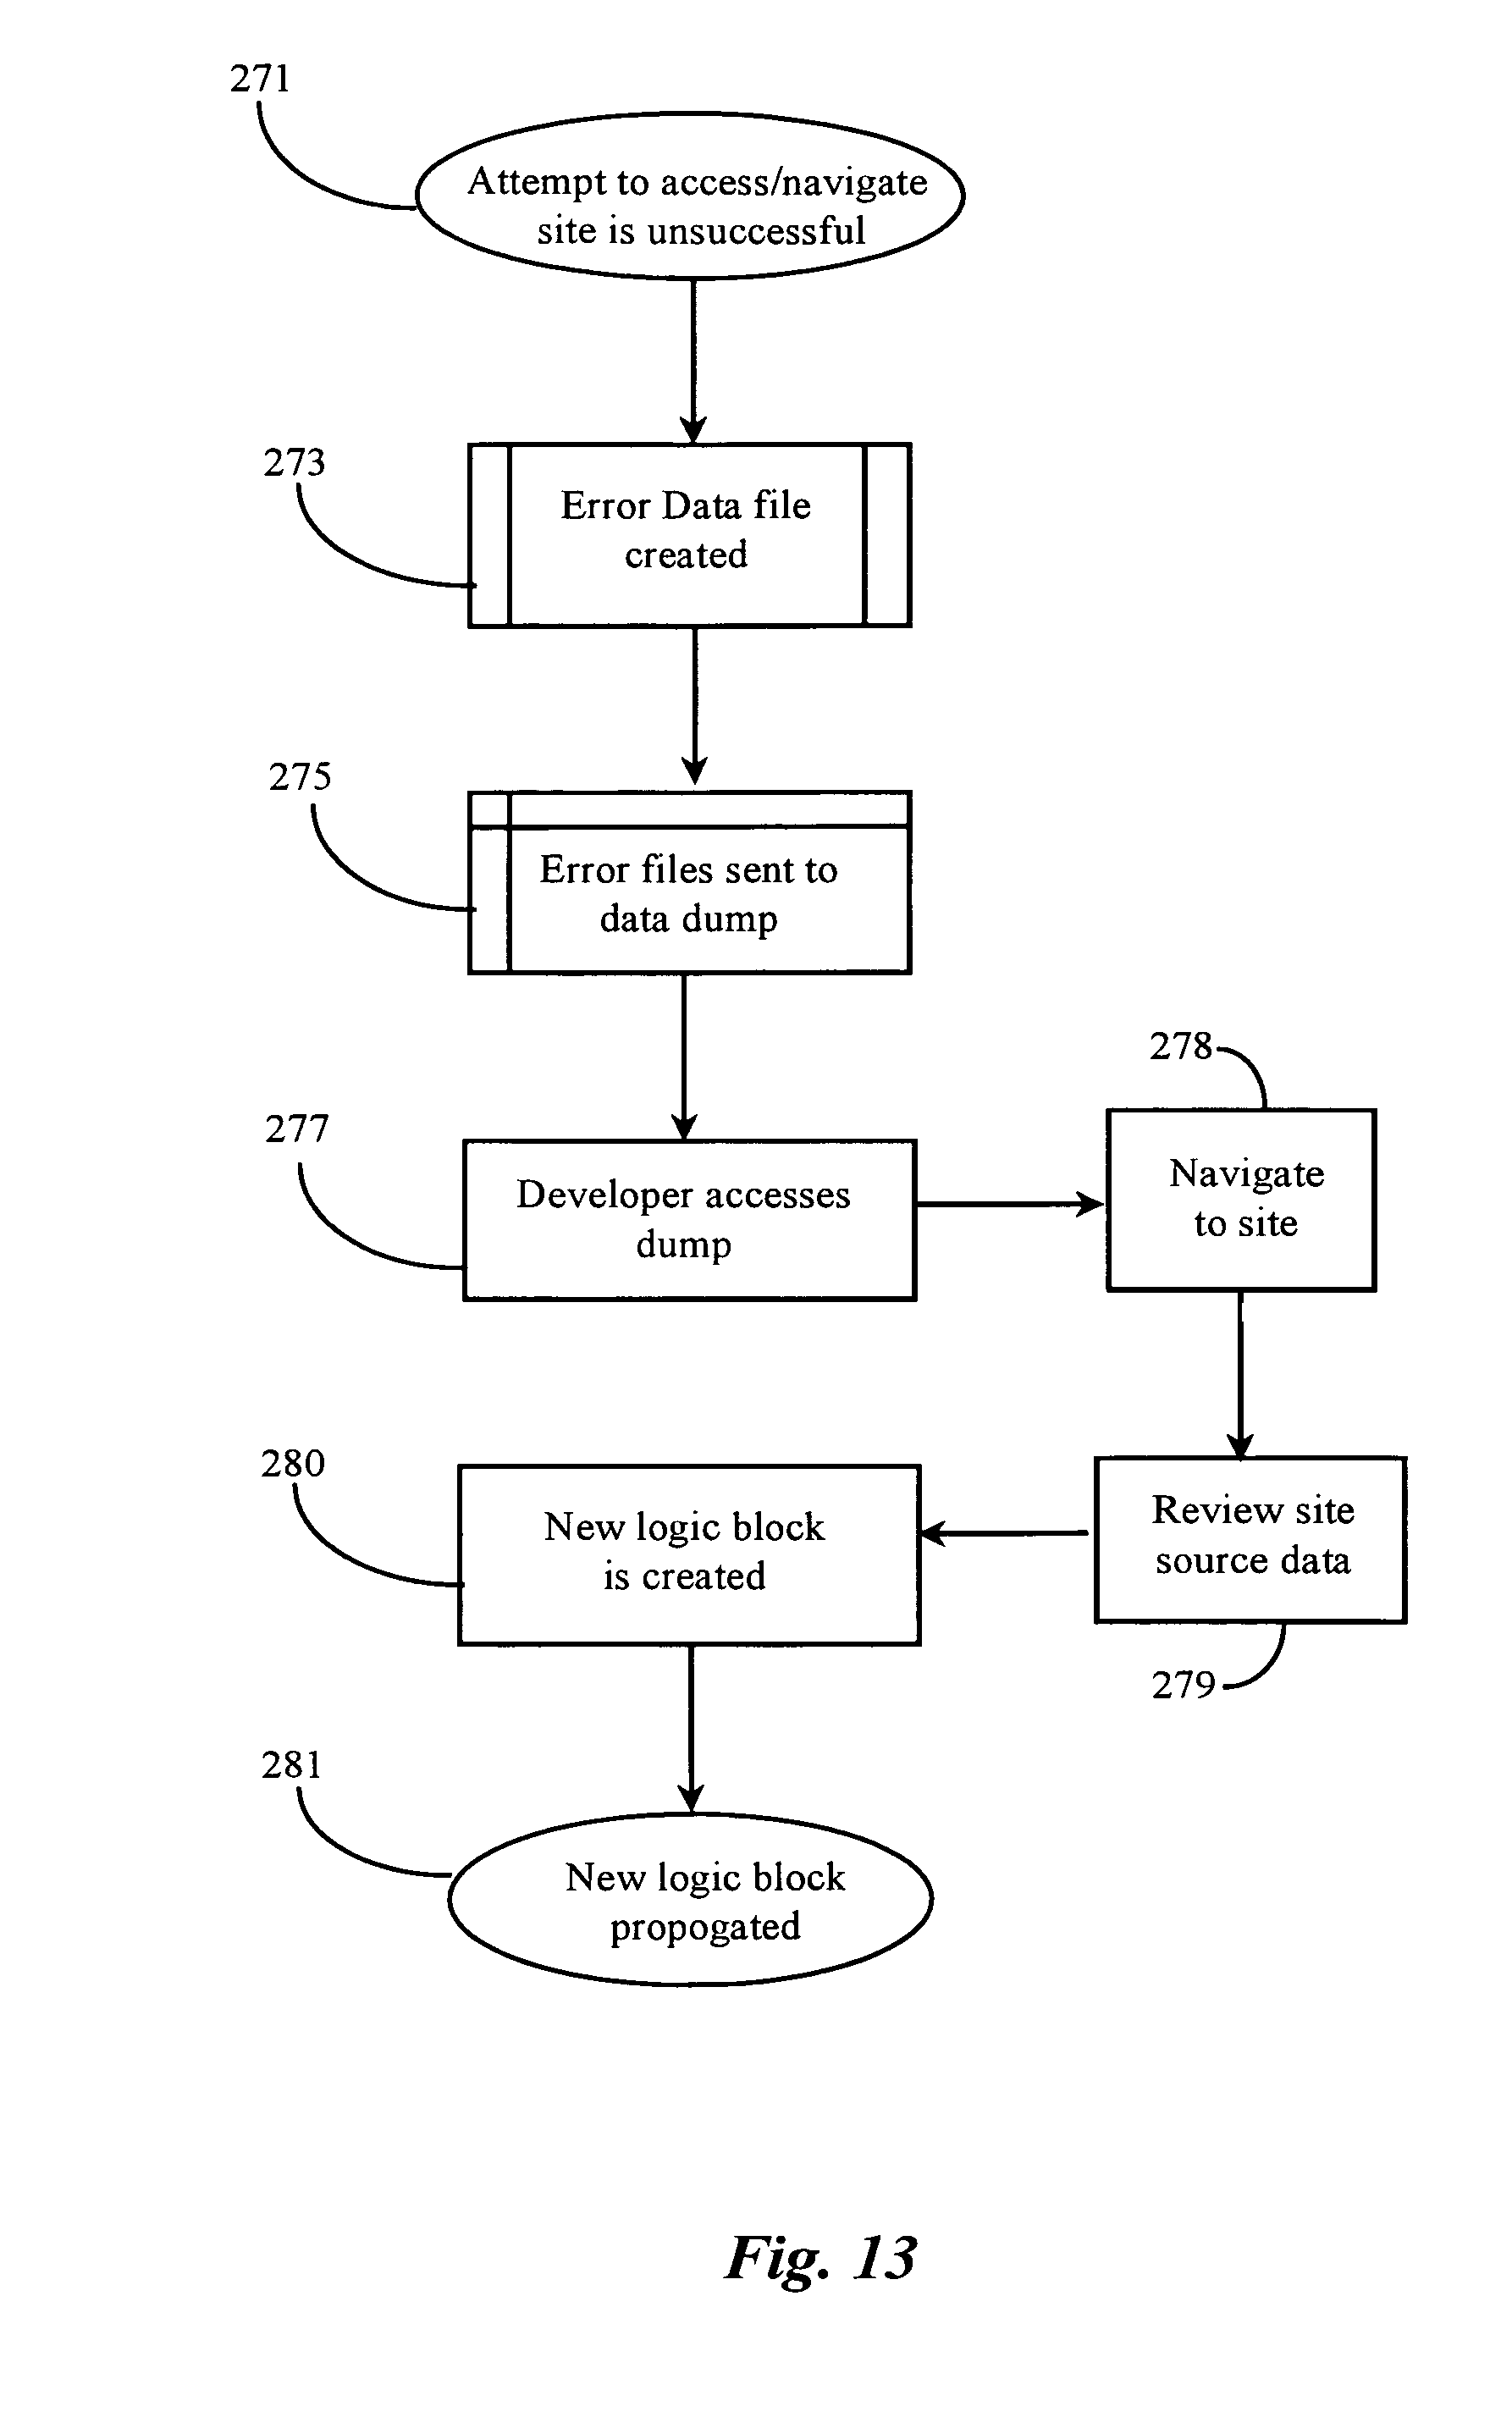 271
Attempt to access/navigate
site is unsuccessful
273
Error Data file
created
275
Error files sent to
data dump
277
Developer accesses
dump
278
Navigate
to site
279
Review site
source data
280
New logic block
is created
281
New logic block
propogated
Fig. 13